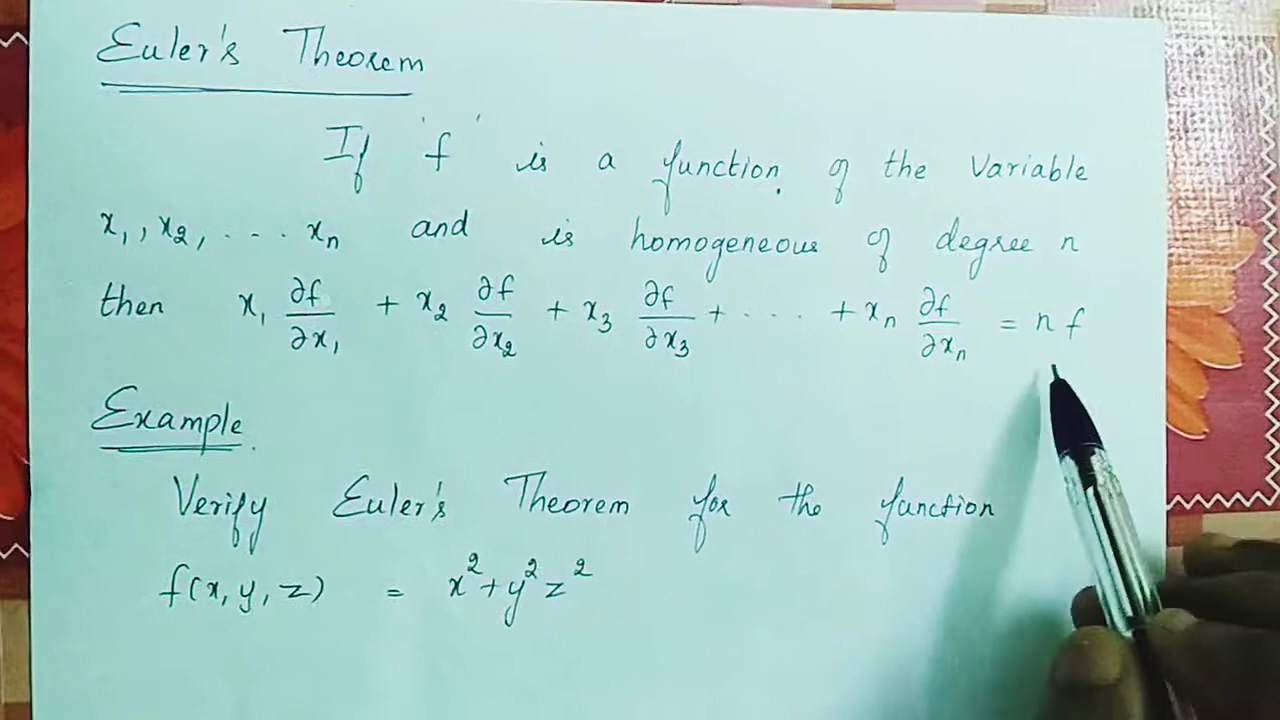 Euler's Theorem
If 'f' is a function of the Variable
x₁, x₂, .... xₙ and is homogeneous of degree n
then x₁ ∂f/∂x₁ + x₂ ∂f/∂x₂ + x₃ ∂f/∂x₃ + .... + xₙ ∂f/∂xₙ = n f
Example
Verify Euler's Theorem for the function
f(x, y, z) = x² + y² z²